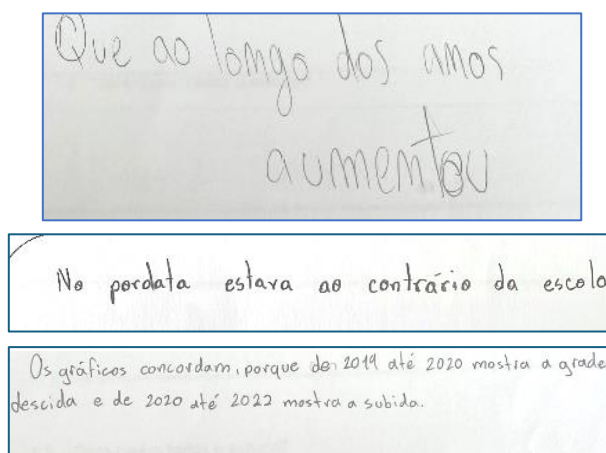 Que ao longo dos amos
aumentou
No pordata estava ao contrário da escola
Os gráficos concordam, porque de 2019 até 2020 mostra a grade
descida e de 2020 até 2022 mostra a subida.